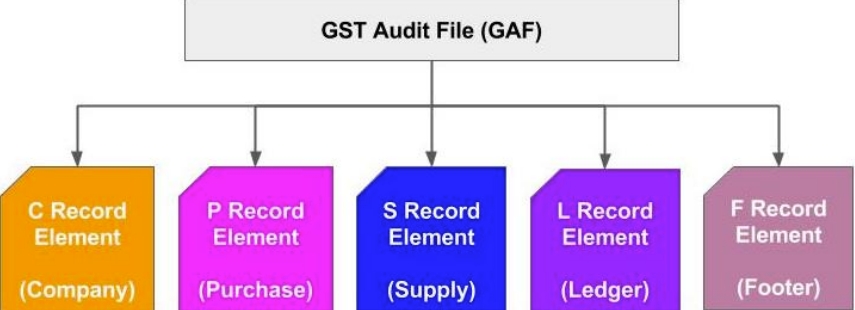 GST Audit File (GAF)
C Record
Element
(Company)
P Record
Element
(Purchase)
S Record
Element
(Supply)
L Record
Element
(Ledger)
F Record
Element
(Footer)